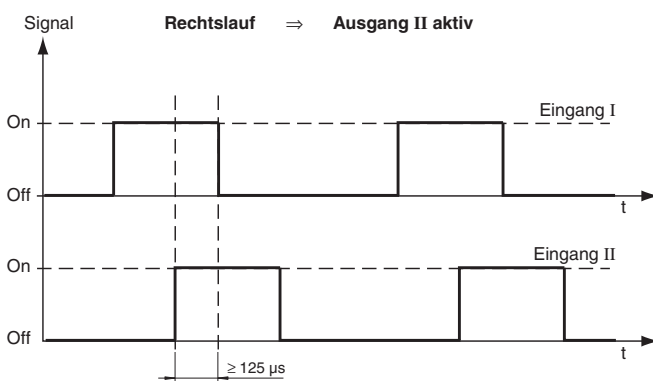 Signal
Rechtslauf ⇒ Ausgang II aktiv
Eingang I
On
Off
t
Eingang II
On
Off
t
≥ 125 µs